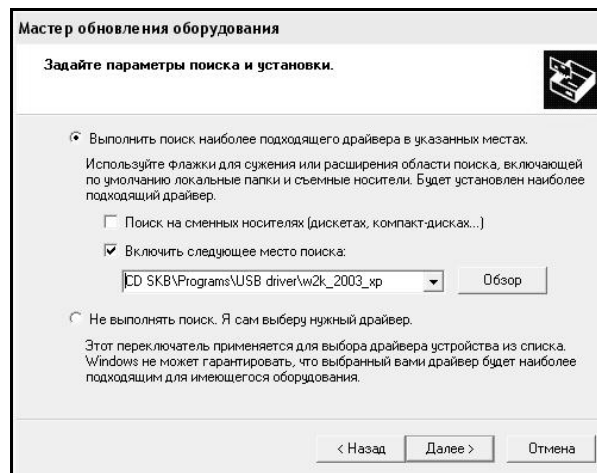 Мастер обновления оборудования
Задайте параметры поиска и установки.
Выполнить поиск наиболее подходящего драйвера в указанных местах.
Используйте флажки для сужения или расширения области поиска, включающей
по умолчанию локальные папки и съемные носители. Будет установлен наиболее
подходящий драйвер.
Поиск на сменных носителях (дискетах, компакт-дисках...)
Включить следующее место поиска:
CD SKB\Programs\USB driver\w2k_2003_xp
Обзор
Не выполнять поиск. Я сам выберу нужный драйвер.
Этот переключатель применяется для выбора драйвера устройства из списка.
Windows не может гарантировать, что выбранный вами драйвер будет наиболее
подходящим для имеющегося оборудования.
< Назад Далее > Отмена